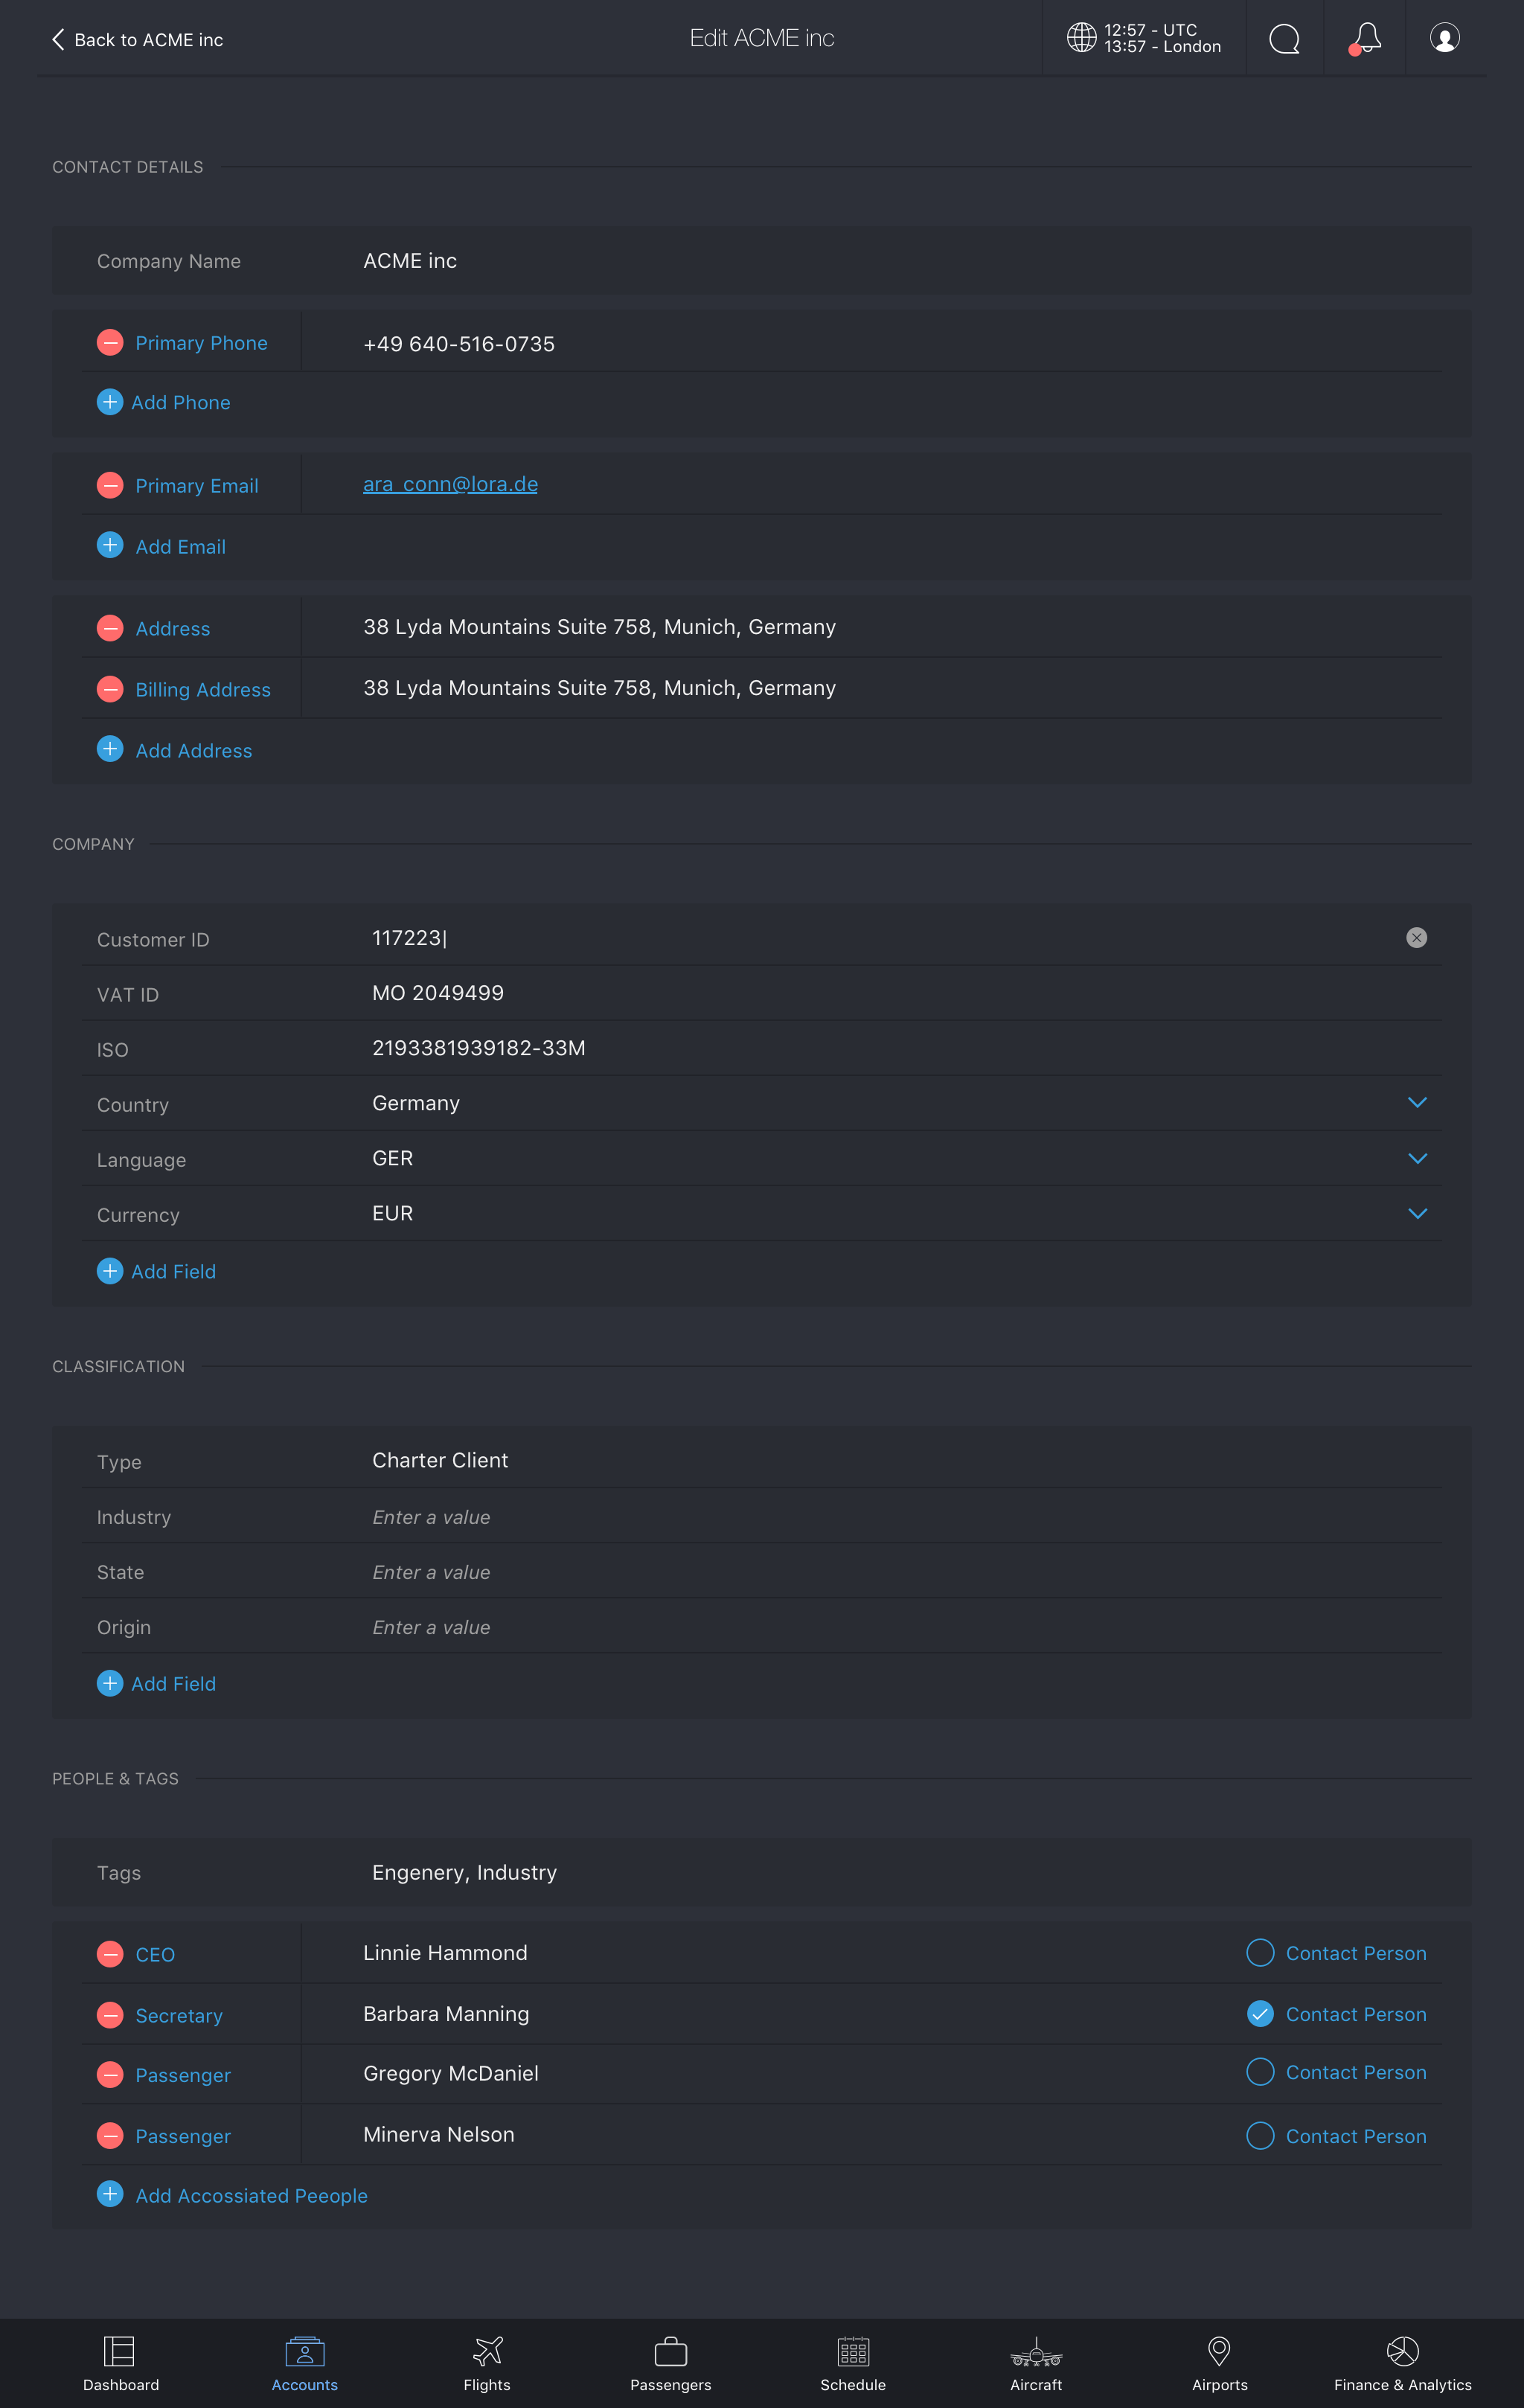 Back to ACME inc
Edit ACME inc
12:57 - UTC
13:57 - London
CONTACT DETAILS
Company Name ACME inc
Primary Phone +49 640-516-0735
Add Phone
Primary Email ara_conn@lora.de
Add Email
Address 38 Lyda Mountains Suite 758, Munich, Germany
Billing Address 38 Lyda Mountains Suite 758, Munich, Germany
Add Address
COMPANY
Customer ID 117223
VAT ID MO 2049499
ISO 2193381939182-33M
Country Germany
Language GER
Currency EUR
Add Field
CLASSIFICATION
Type Charter Client
Industry Enter a value
State Enter a value
Origin Enter a value
Add Field
PEOPLE & TAGS
Tags Engenery, Industry
CEO Linnie Hammond Contact Person
Secretary Barbara Manning Contact Person
Passenger Gregory McDaniel Contact Person
Passenger Minerva Nelson Contact Person
Add Accossiated Peeople
Dashboard Accounts Flights Passengers Schedule Aircraft Airports Finance & Analytics